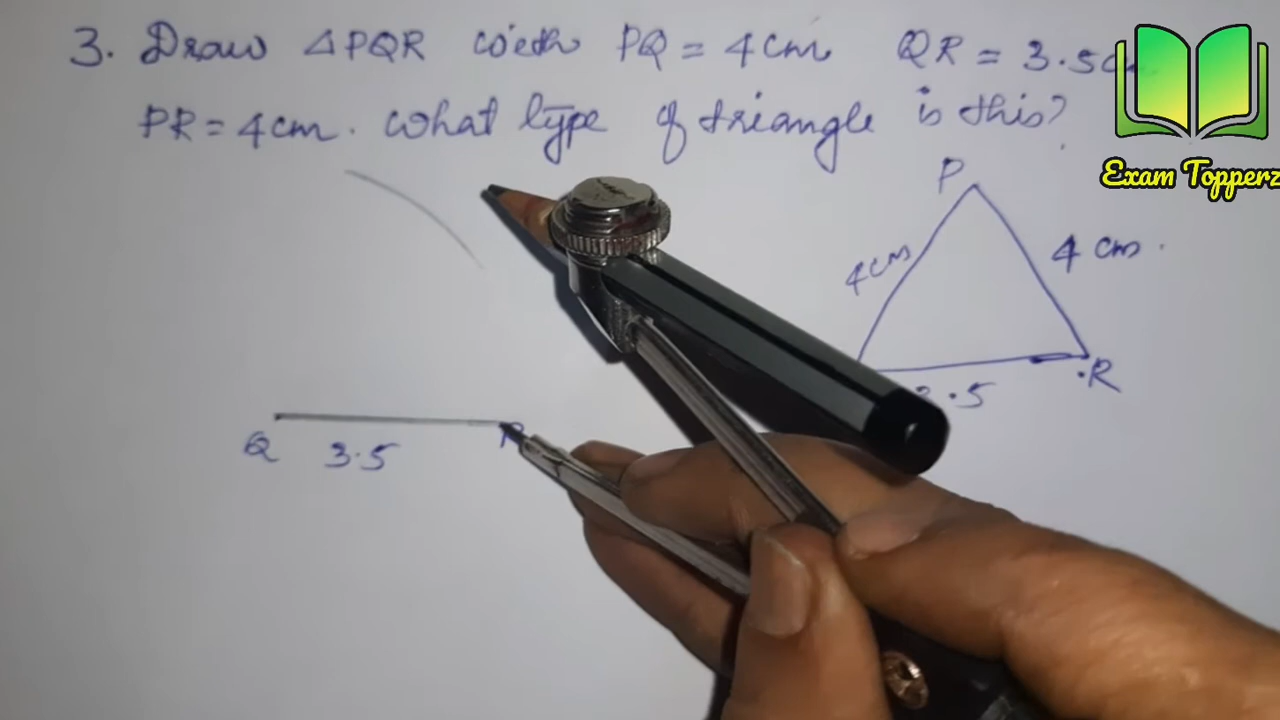 3. Draw △PQR with PQ = 4cm QR = 3.5c
PR = 4cm. What type of triangle is this?
Exam Topperz
P
4cm
4 cm
.R
.5
Q
3.5